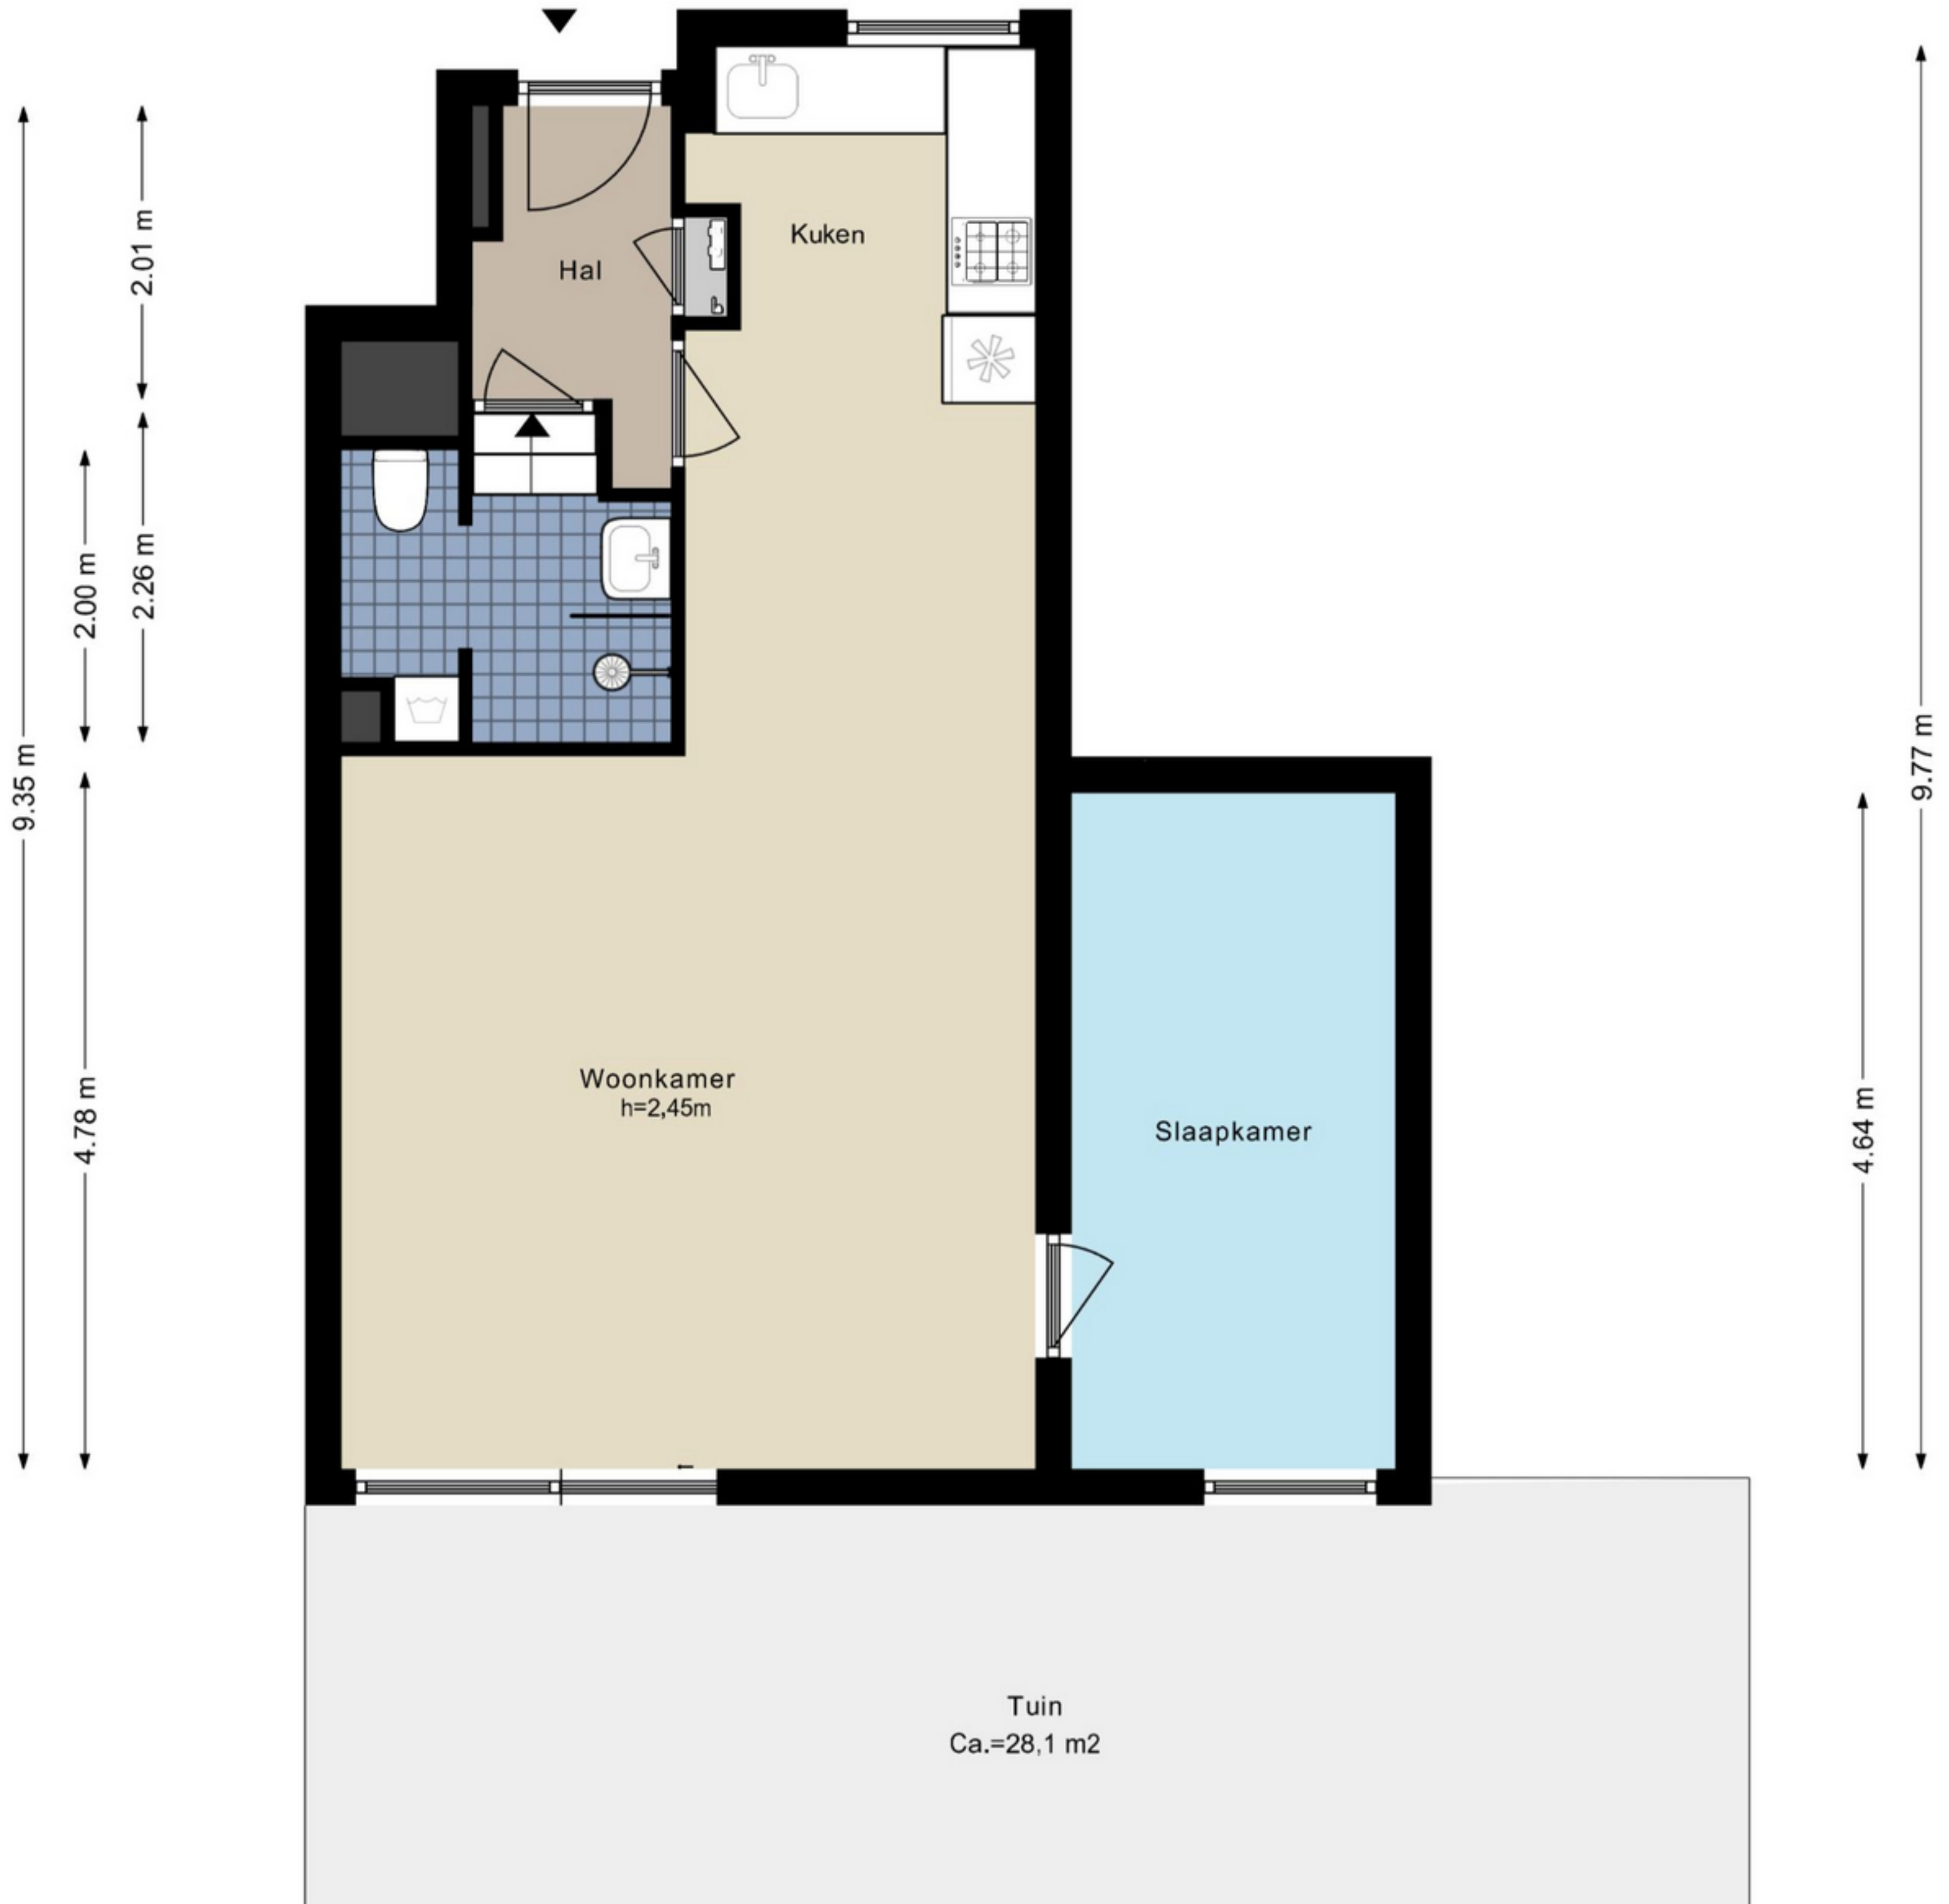 Kuken
Hal
2.01 m
2.26 m
2.00 m
9.35 m
9.77 m
4.78 m
Woonkamer
h=2,45m
Slaapkamer
4.64 m
Tuin
Ca.=28,1 m2